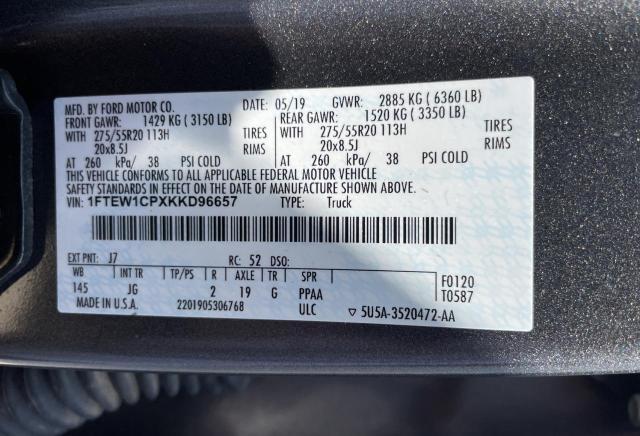 MFD. BY FORD MOTOR CO. DATE: 05/19 GVWR: 2885 KG ( 6360 LB)
FRONT GAWR: 1429 KG ( 3150 LB) REAR GAWR: 1520 KG ( 3350 LB)
WITH 275/55R20 113H TIRES WITH 275/55R20 113H TIRES
20x8.5J RIMS 20x8.5J RIMS
AT 260 kPa/ 38 PSI COLD AT 260 kPa/ 38 PSI COLD
THIS VEHICLE CONFORMS TO ALL APPLICABLE FEDERAL MOTOR VEHICLE
SAFETY STANDARDS IN EFFECT ON THE DATE OF MANUFACTURE SHOWN ABOVE.
VIN: 1FTEW1CPXKKD96657 TYPE: Truck
EXT PNT: J7 RC: 52 DSO:
WB INT TR TP/PS R AXLE TR SPR F0120
145 JG 2 19 G PPAA T0587
MADE IN U.S.A. 2201905306768 ULC ▽ 5U5A-3520472-AA